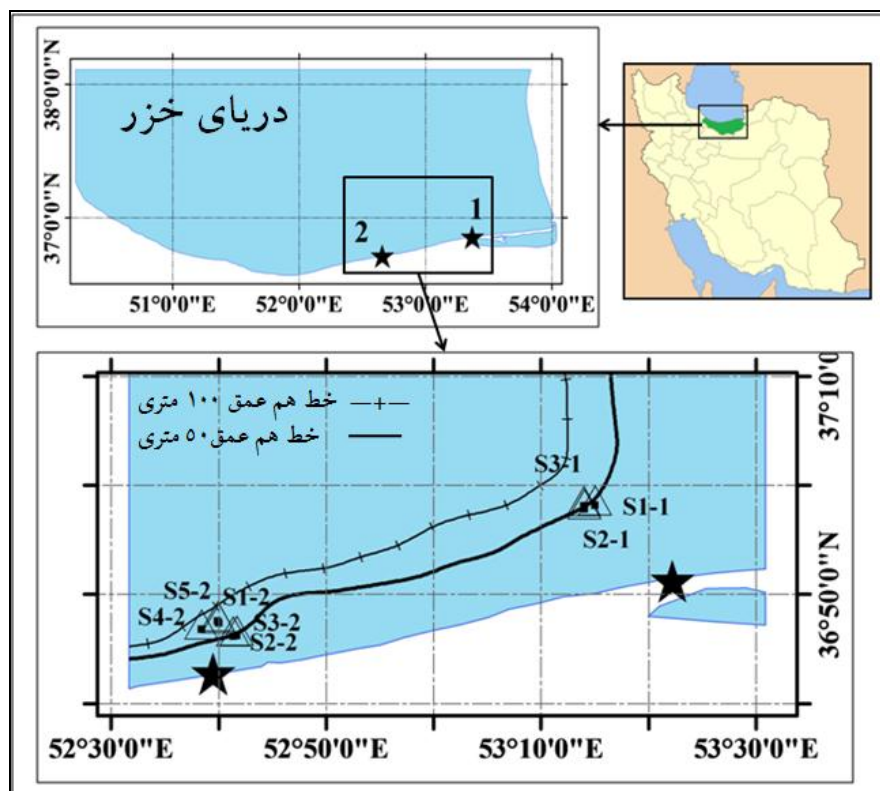 38°0'0"N
37°0'0"N
دریای خزر
1
2
51°0'0"E
52°0'0"E
53°0'0"E
54°0'0"E
خط هم عمق ۱۰۰ متری
خط هم عمق۵۰ متری
37°10'0
36°50'0"N
S3-1
S1-1
S2-1
S5-2
S1-2
S4-2
S3-2
S2-2
52°30'0"E
52°50'0"E
53°10'0"E
53°30'0"E